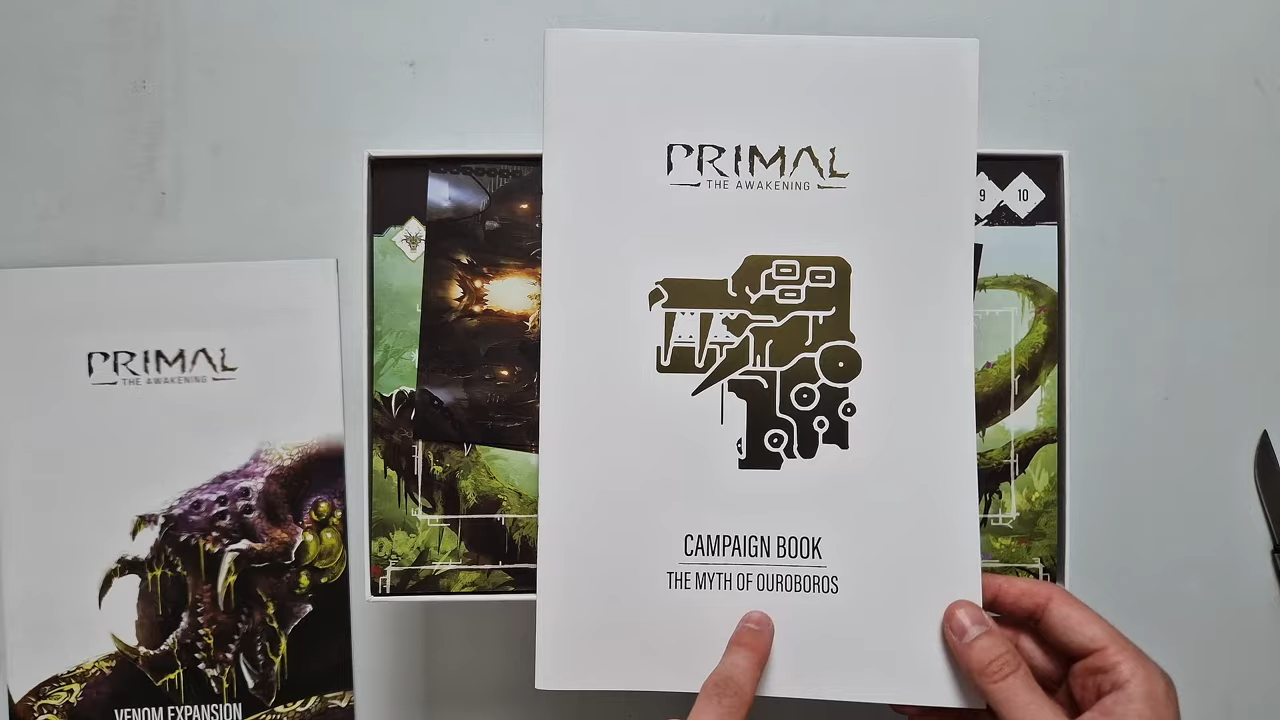 PRIMAL
THE AWAKENING
CAMPAIGN BOOK
THE MYTH OF OUROBOROS
9 10
PRIMAL
THE AWAKENING
VENOM EXPANSION